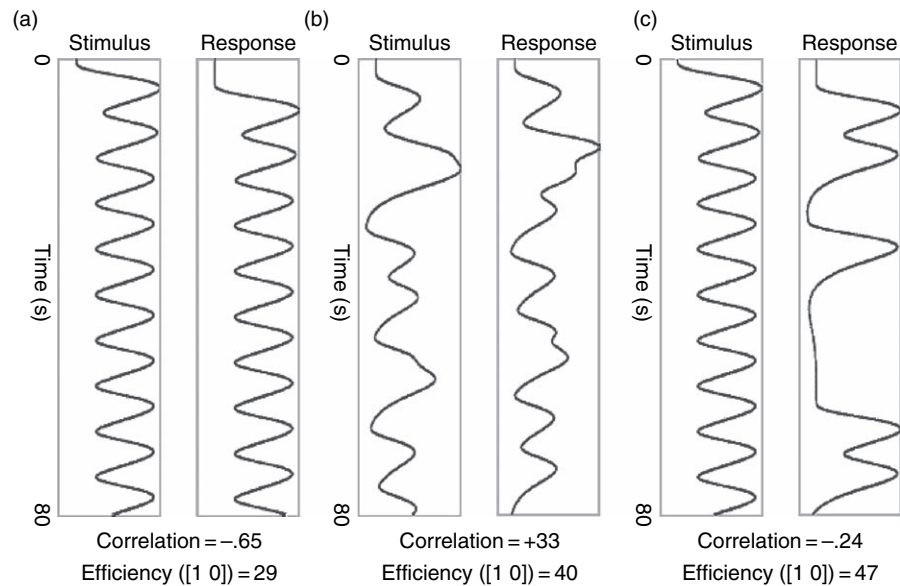 (a)
Stimulus Response
0
Time (s)
80
Correlation = –.65
Efficiency ([1 0]) = 29
(b)
Stimulus Response
0
Time (s)
80
Correlation = +33
Efficiency ([1 0]) = 40
(c)
Stimulus Response
0
Time (s)
80
Correlation = –.24
Efficiency ([1 0]) = 47